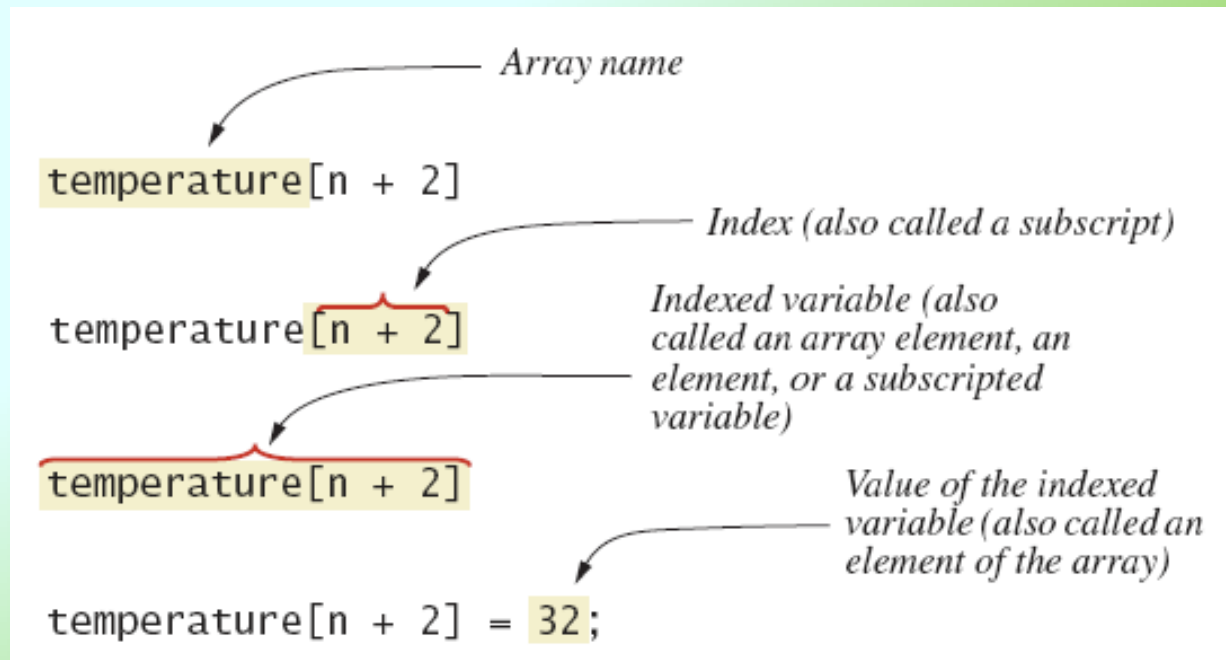 Array name
temperature[n + 2]
Index (also called a subscript)
temperature[n + 2]
Indexed variable (also
called an array element, an
element, or a subscripted
variable)
temperature[n + 2]
Value of the indexed
variable (also called an
element of the array)
temperature[n + 2] = 32;